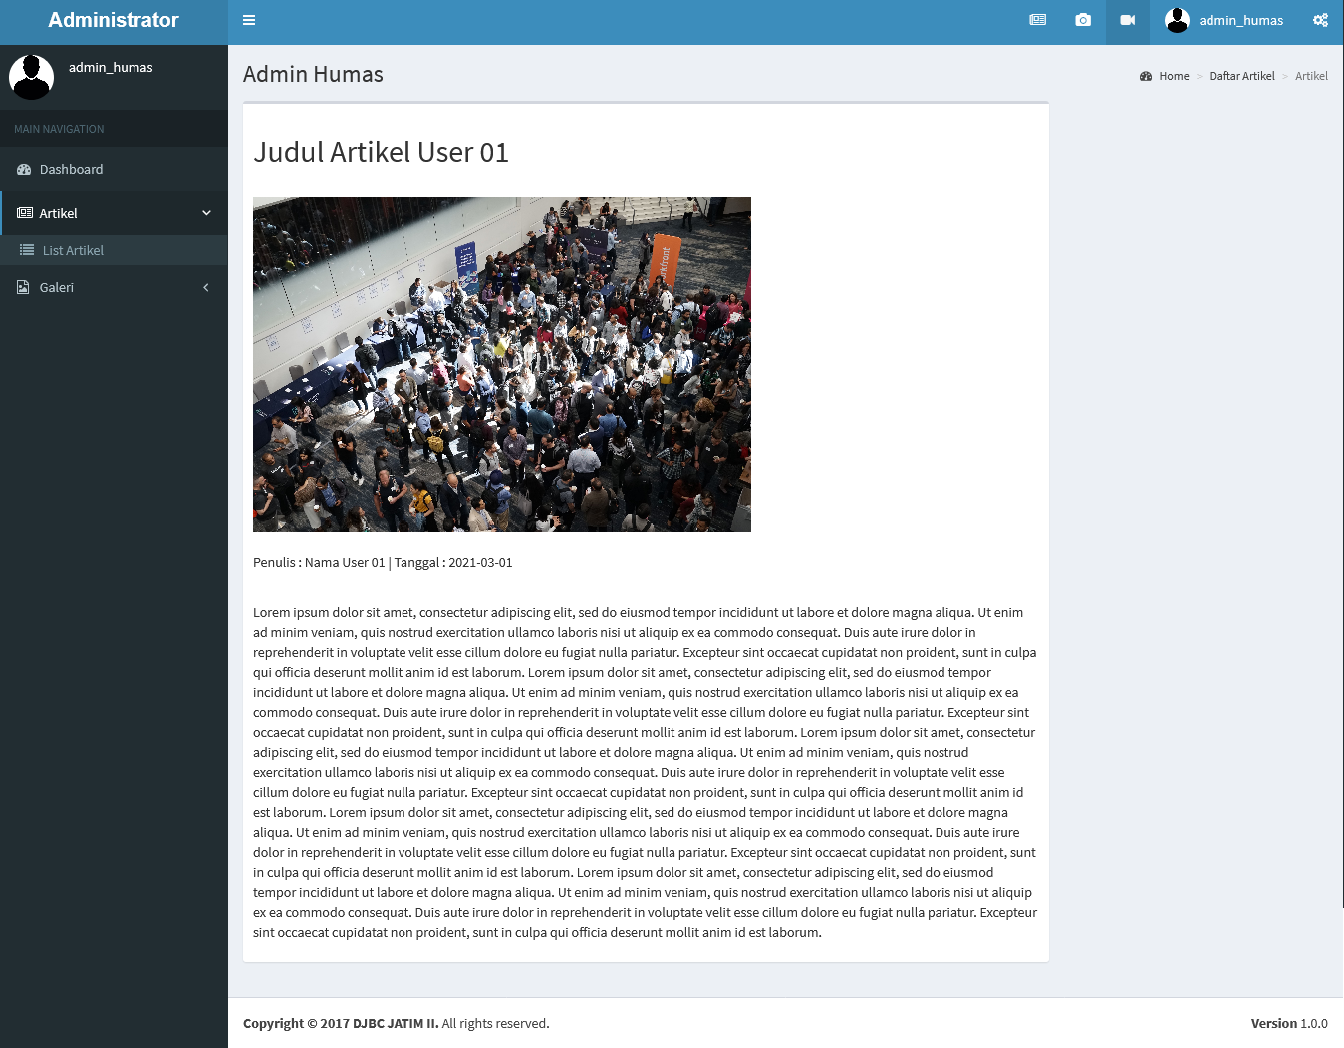 Administrator
admin_humas
admin_humas
MAIN NAVIGATION
Dashboard
Artikel
List Artikel
Galeri
Admin Humas
Home > Daftar Artikel > Artikel
Judul Artikel User 01
Penulis : Nama User 01 | Tanggal : 2021-03-01
Lorem ipsum dolor sit amet, consectetur adipiscing elit, sed do eiusmod tempor incididunt ut labore et dolore magna aliqua. Ut enim
ad minim veniam, quis nostrud exercitation ullamco laboris nisi ut aliquip ex ea commodo consequat. Duis aute irure dolor in
reprehenderit in voluptate velit esse cillum dolore eu fugiat nulla pariatur. Excepteur sint occaecat cupidatat non proident, sunt in culpa
qui officia deserunt mollit anim id est laborum. Lorem ipsum dolor sit amet, consectetur adipiscing elit, sed do eiusmod tempor
incididunt ut labore et dolore magna aliqua. Ut enim ad minim veniam, quis nostrud exercitation ullamco laboris nisi ut aliquip ex ea
commodo consequat. Duis aute irure dolor in reprehenderit in voluptate velit esse cillum dolore eu fugiat nulla pariatur. Excepteur sint
occaecat cupidatat non proident, sunt in culpa qui officia deserunt mollit anim id est laborum. Lorem ipsum dolor sit amet, consectetur
adipiscing elit, sed do eiusmod tempor incididunt ut labore et dolore magna aliqua. Ut enim ad minim veniam, quis nostrud
exercitation ullamco laboris nisi ut aliquip ex ea commodo consequat. Duis aute irure dolor in reprehenderit in voluptate velit esse
cillum dolore eu fugiat nulla pariatur. Excepteur sint occaecat cupidatat non proident, sunt in culpa qui officia deserunt mollit anim id
est laborum. Lorem ipsum dolor sit amet, consectetur adipiscing elit, sed do eiusmod tempor incididunt ut labore et dolore magna
aliqua. Ut enim ad minim veniam, quis nostrud exercitation ullamco laboris nisi ut aliquip ex ea commodo consequat. Duis aute irure
dolor in reprehenderit in voluptate velit esse cillum dolore eu fugiat nulla pariatur. Excepteur sint occaecat cupidatat non proident, sunt
in culpa qui officia deserunt mollit anim id est laborum. Lorem ipsum dolor sit amet, consectetur adipiscing elit, sed do eiusmod
tempor incididunt ut labore et dolore magna aliqua. Ut enim ad minim veniam, quis nostrud exercitation ullamco laboris nisi ut aliquip
ex ea commodo consequat. Duis aute irure dolor in reprehenderit in voluptate velit esse cillum dolore eu fugiat nulla pariatur. Excepteur
sint occaecat cupidatat non proident, sunt in culpa qui officia deserunt mollit anim id est laborum.
Copyright © 2017 DJBC JATIM II. All rights reserved.
Version 1.0.0